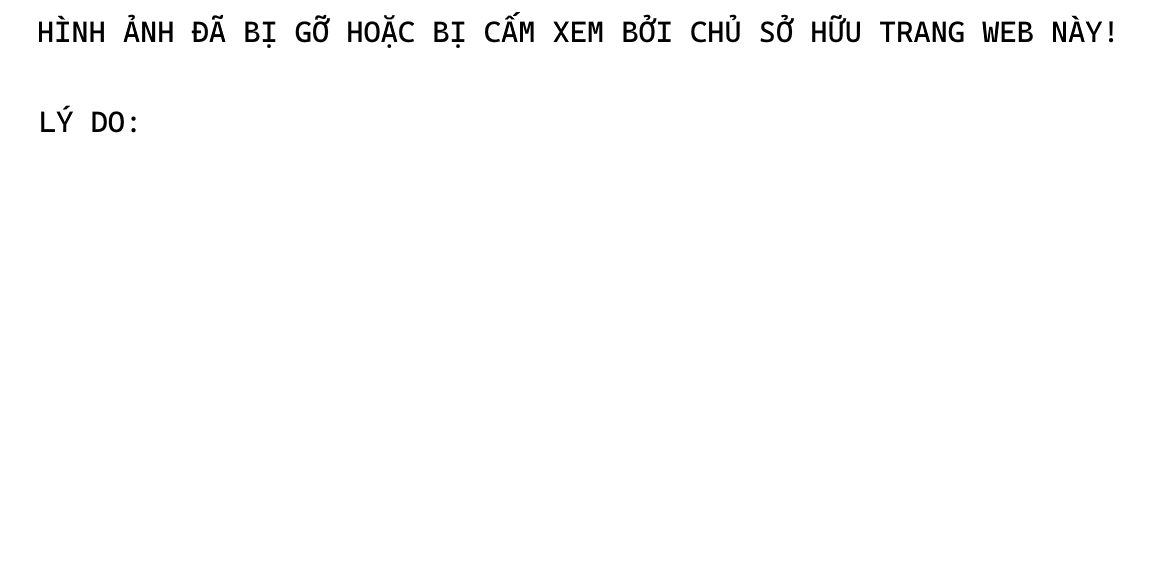 HÌNH ẢNH ĐÃ BỊ GỠ HOẶC BỊ CẤM XEM BỞI CHỦ SỞ HỮU TRANG WEB NÀY!
LÝ DO: